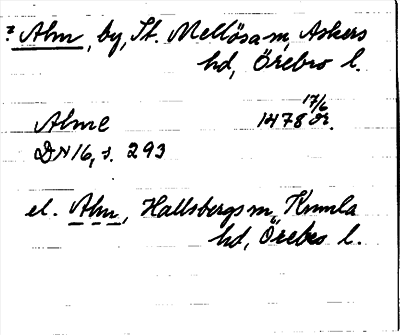 ? Alm, by, St. Mellösa sn, Askers
hd, Örebro l.
17/6
Alme 1478 or.
DN 16, s. 293
el. Alm, Hallsbergs sn, Kumla
hd, Örebro l.